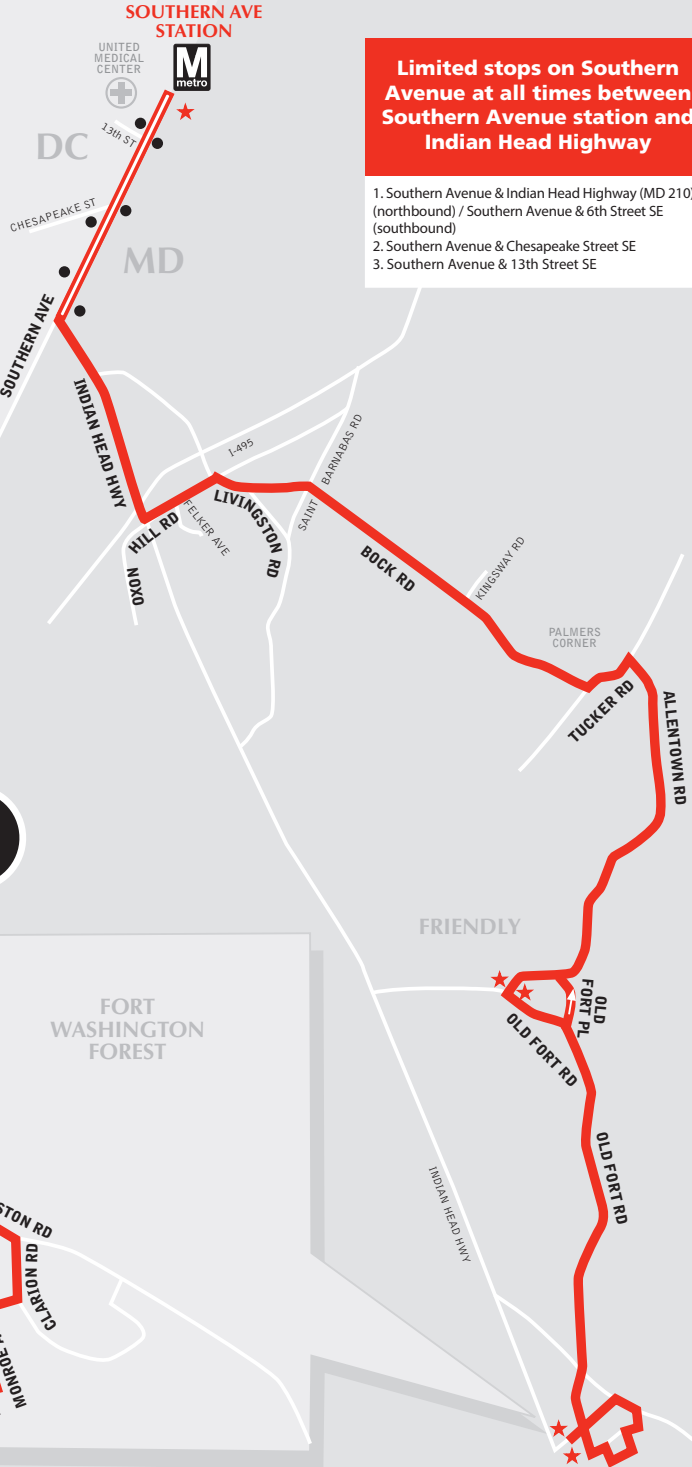 SOUTHERN AVE
STATION
UNITED
MEDICAL
CENTER
M
metro
13th ST
DC
CHESAPEAKE ST
MD
Limited stops on Southern
Avenue at all times between
Southern Avenue station and
Indian Head Highway
1. Southern Avenue & Indian Head Highway (MD 210)
(northbound) / Southern Avenue & 6th Street SE
(southbound)
2. Southern Avenue & Chesapeake Street SE
3. Southern Avenue & 13th Street SE
SOUTHERN AVE
INDIAN HEAD HWY
I-495
SAINT BARNABAS RD
LIVINGSTON RD
FELKER AVE
HILL RD
OXON
BOCK RD
KINGSWAY RD
PALMERS
CORNER
TUCKER RD
ALLENTOWN RD
FRIENDLY
OLD
FORT PL
OLD FORT RD
FORT
WASHINGTON
FOREST
OLD FORT RD
INDIAN HEAD HWY
STON RD
CLARION RD
MONROE